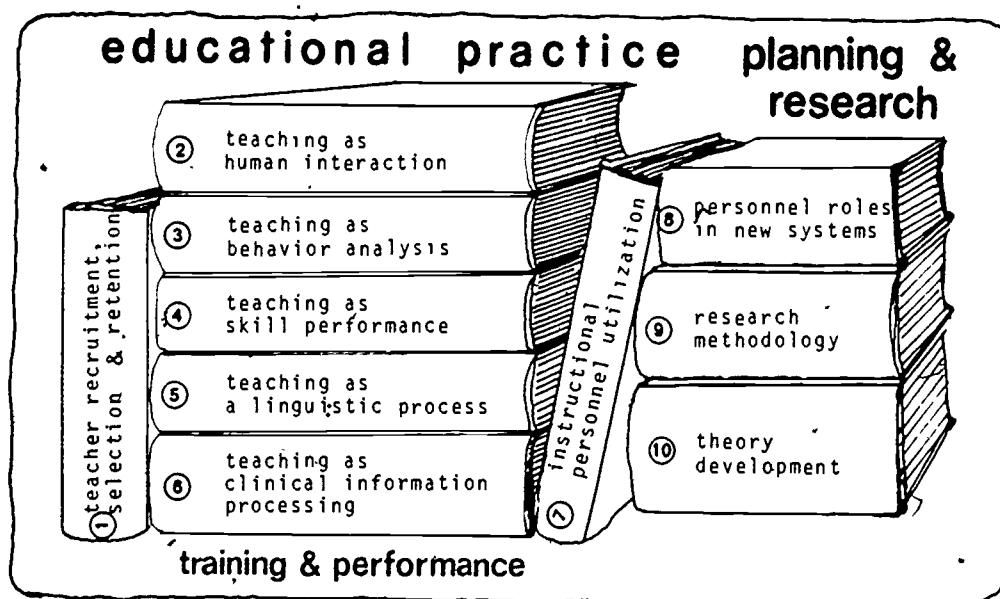 educational practice
planning &
research
1
teacher recruitment,
selection & retention
2
teaching as
human interaction
3
teaching as
behavior analysis
4
teaching as
skill performance
5
teaching as
a linguistic process
6
teaching as
clinical information
processing
training & performance
7
instructional
personnel utilization
8
personnel roles
in new systems
9
research
methodology
10
theory
development